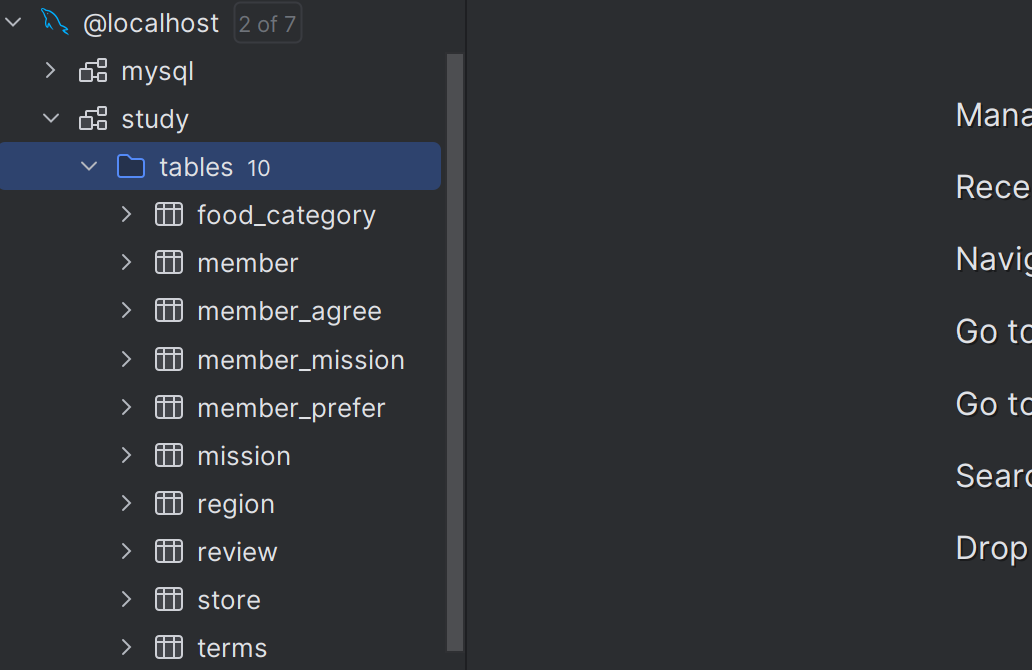 @localhost 2 of 7
mysql
study
tables 10
food_category
member
member_agree
member_mission
member_prefer
mission
region
review
store
terms
Mana
Rece
Navig
Go to
Go to
Searc
Drop